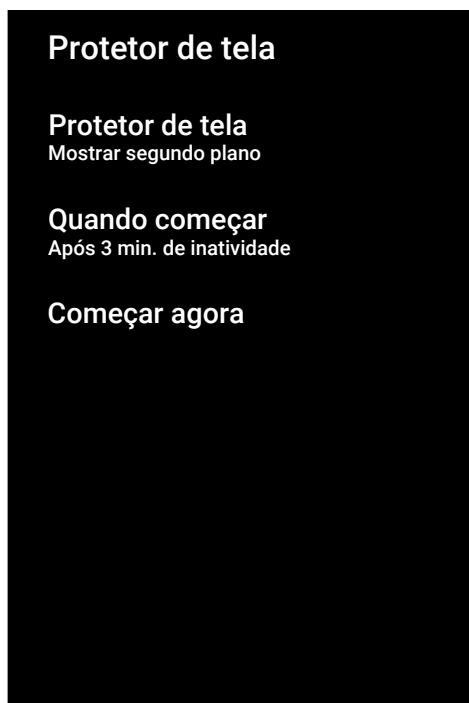 Protetor de tela
Protetor de tela
Mostrar segundo plano
Quando começar
Após 3 min. de inatividade
Começar agora